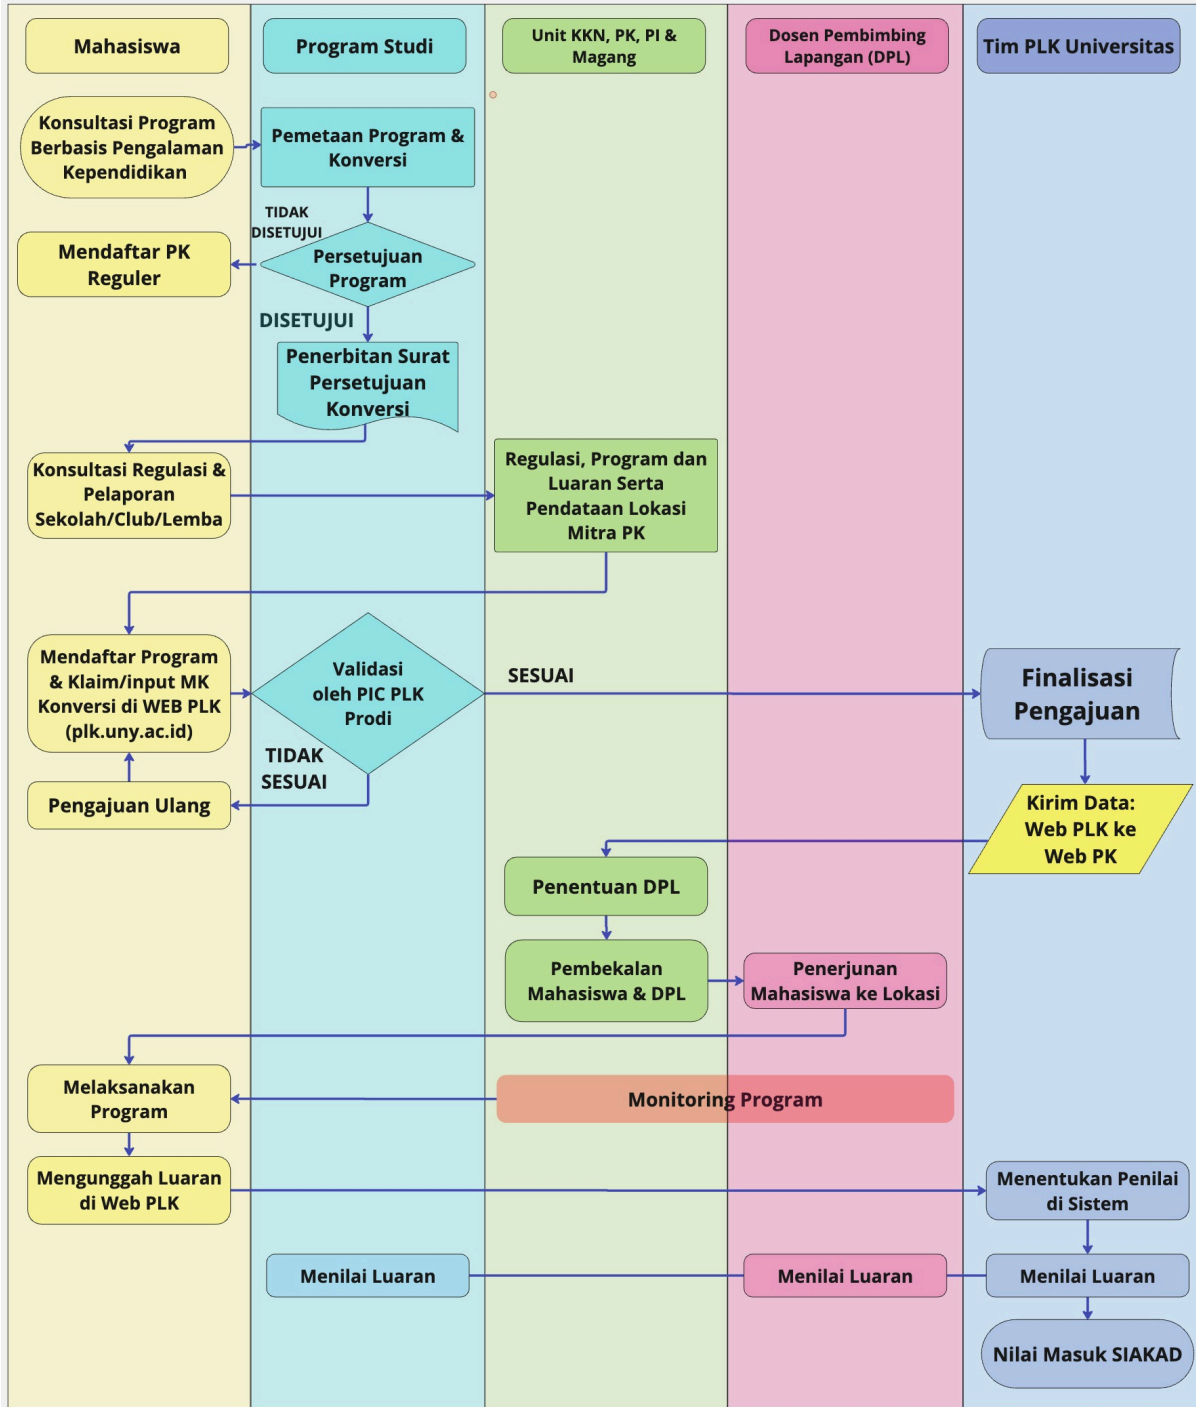 Mahasiswa
Program Studi
Unit KKN, PK, PI &
Magang
Dosen Pembimbing
Lapangan (DPL)
Tim PLK Universitas
Konsultasi Program
Berbasis Pengalaman
Kependidikan
Pemetaan Program &
Konversi
TIDAK
DISETUJUI
Mendaftar PK
Reguler
Persetujuan
Program
DISETUJUI
Penerbitan Surat
Persetujuan
Konversi
Konsultasi Regulasi &
Pelaporan
Sekolah/Club/Lemba
Regulasi, Program dan
Luaran Serta
Pendataan Lokasi
Mitra PK
Mendaftar Program
& Klaim/input MK
Konversi di WEB PLK
(plk.uny.ac.id)
Validasi
oleh PIC PLK
Prodi
SESUAI
Finalisasi
Pengajuan
TIDAK
SESUAI
Pengajuan Ulang
Kirim Data:
Web PLK ke
Web PK
Penentuan DPL
Pembekalan
Mahasiswa & DPL
Penerjunan
Mahasiswa ke Lokasi
Melaksanakan
Program
Monitoring Program
Mengunggah Luaran
di Web PLK
Menentukan Penilai
di Sistem
Menilai Luaran
Menilai Luaran
Menilai Luaran
Nilai Masuk SIAKAD